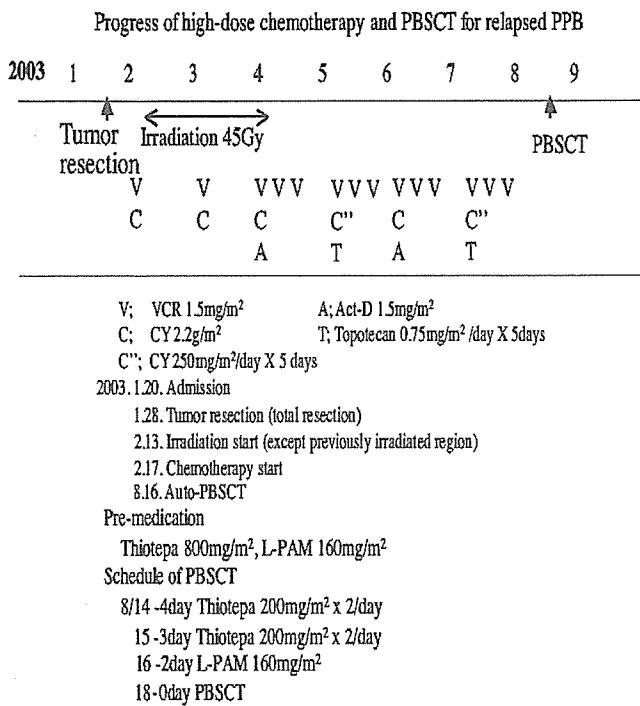 Progress of high-dose chemotherapy and PBSCT for relapsed PPB
2003 1 2 3 4 5 6 7 8 9
Tumor resection
Irradiation 45Gy
PBSCT
V V VVV VVV VVV VVV
C C C C" C C"
A T A T
V; VCR 1.5mg/m² A; Act-D 1.5mg/m²
C; CY 2.2g/m² T; Topotecan 0.75mg/m² /day X 5days
C"; CY 250mg/m²/day X 5 days
2003. 1.20. Admission
1.28. Tumor resection (total resection)
2.13. Irradiation start (except previously irradiated region)
2.17. Chemotherapy start
8.16. Auto-PBSCT
Pre-medication
Thiotepa 800mg/m², L-PAM 160mg/m²
Schedule of PBSCT
8/14 -4day Thiotepa 200mg/m² x 2/day
15 -3day Thiotepa 200mg/m² x 2/day
16 -2day L-PAM 160mg/m²
18- 0day PBSCT